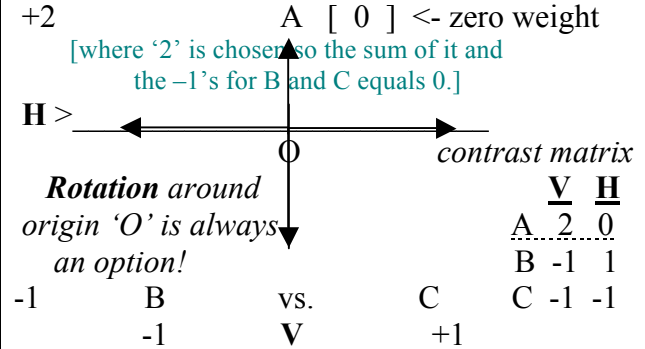 +2 A [ 0 ] <- zero weight
[where ‘2’ is chosen so the sum of it and
the –1’s for B and C equals 0.]
H >
O contrast matrix
Rotation around V H
origin ‘O’ is always A 2 0
an option! B -1 1
-1 B vs. C C -1 -1
-1 V +1